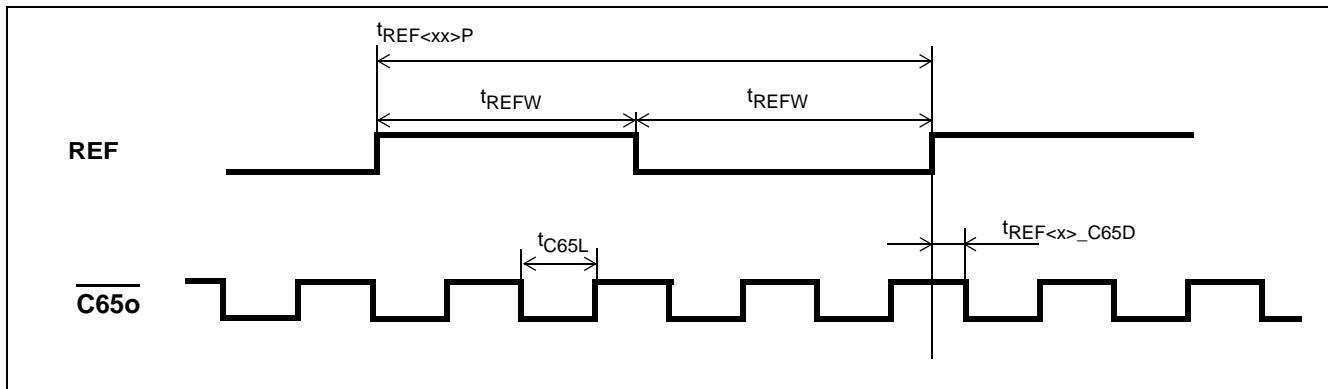 tREF<xx>P
tREFW
tREFW
REF
tREF<x>_C65D
tC65L
C65o